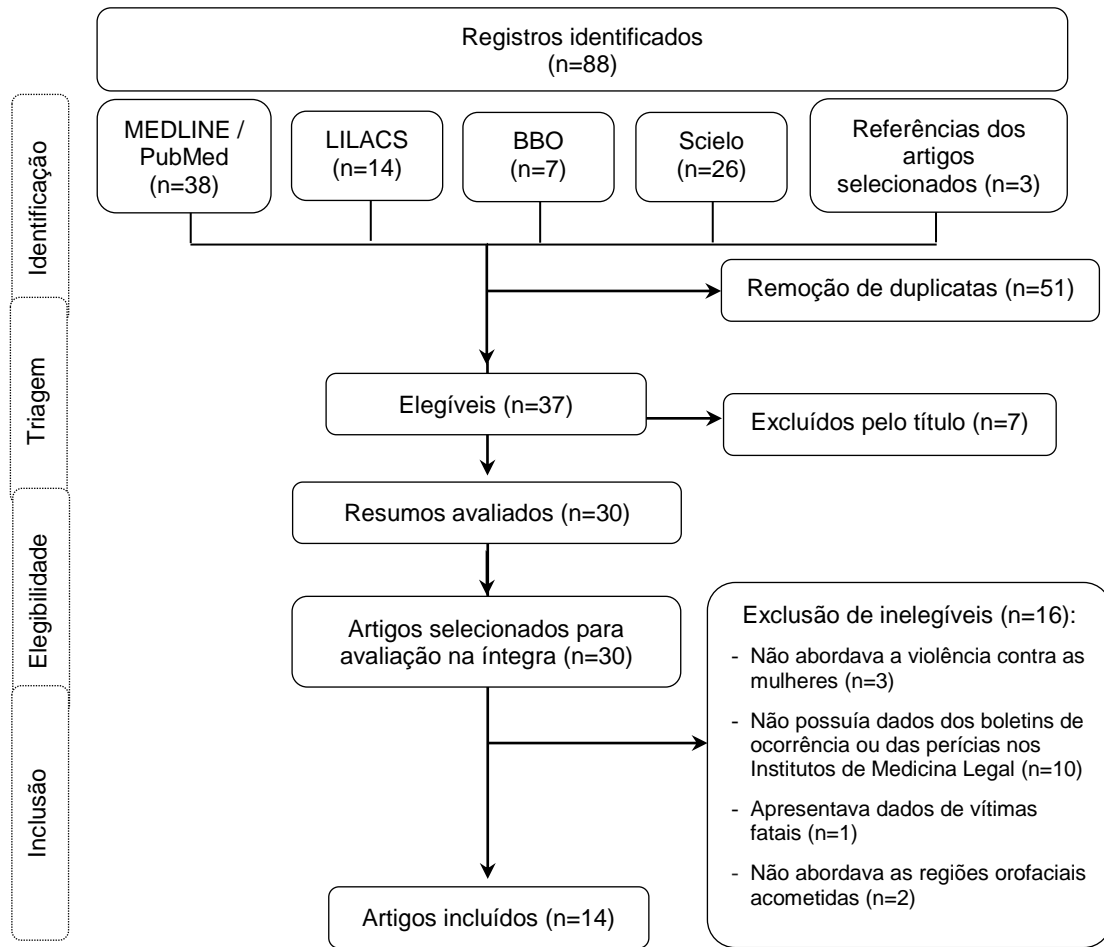 Registros identificados
(n=88)
Identificação
MEDLINE /
PubMed
(n=38)
LILACS
(n=14)
BBO
(n=7)
Scielo
(n=26)
Referências dos
artigos
selecionados (n=3)
Remoção de duplicatas (n=51)
Triagem
Elegíveis (n=37)
Excluídos pelo título (n=7)
Elegibilidade
Resumos avaliados (n=30)
Artigos selecionados para
avaliação na íntegra (n=30)
Exclusão de inelegíveis (n=16):
- Não abordava a violência contra as
mulheres (n=3)
- Não possuía dados dos boletins de
ocorrência ou das perícias nos
Institutos de Medicina Legal (n=10)
- Apresentava dados de vítimas
fatais (n=1)
- Não abordava as regiões orofaciais
acometidas (n=2)
Inclusão
Artigos incluídos (n=14)